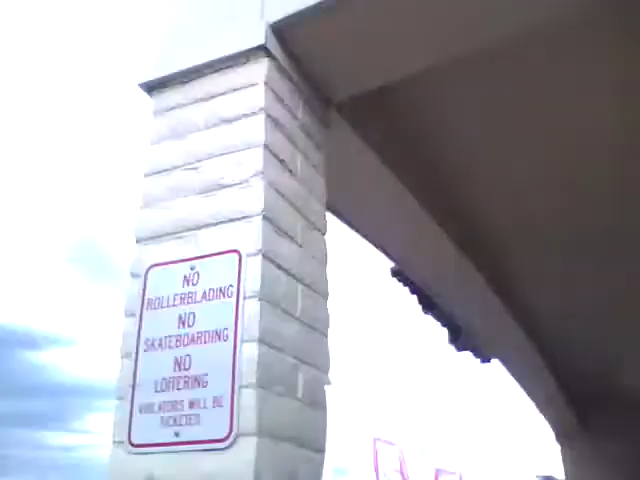 NO
ROLLERBLADING
NO
SKATEBOARDING
NO
LOITERING
VIOLATORS WILL BE
TICKETED